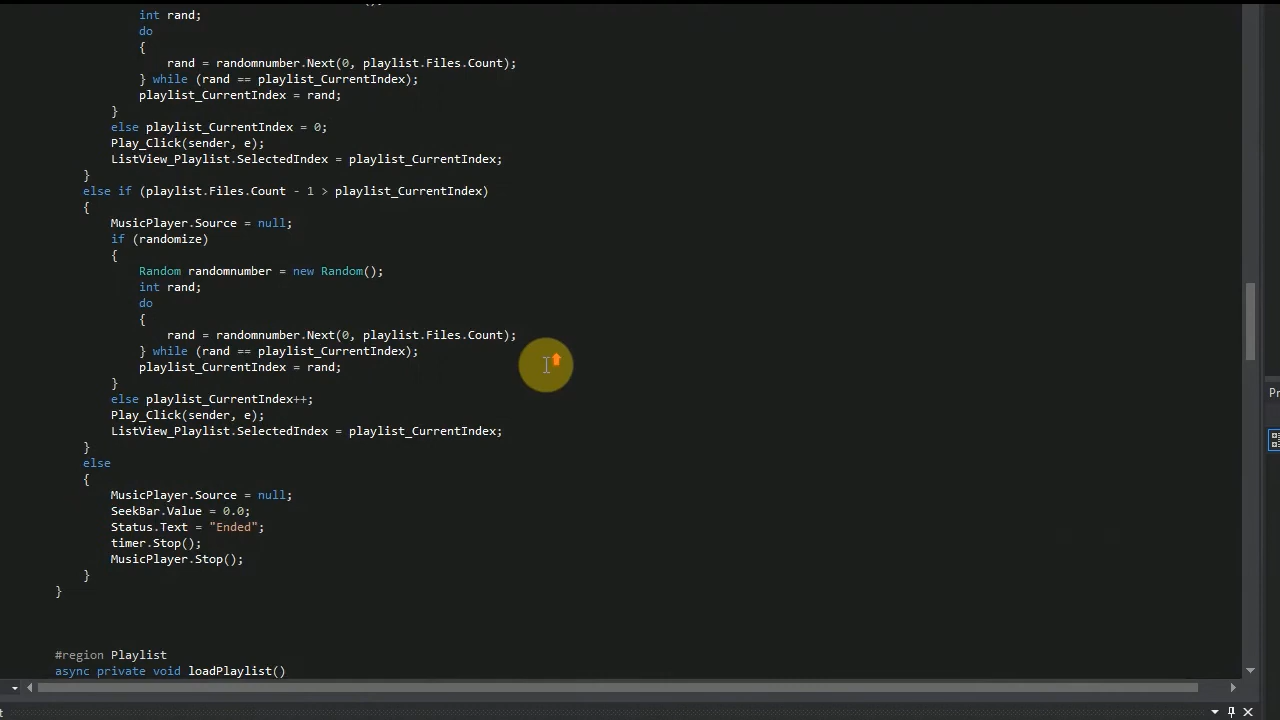 int rand;
do
{
rand = randomnumber.Next(0, playlist.Files.Count);
} while (rand == playlist_CurrentIndex);
playlist_CurrentIndex = rand;
}
else playlist_CurrentIndex = 0;
Play_Click(sender, e);
ListView_Playlist.SelectedIndex = playlist_CurrentIndex;
}
else if (playlist.Files.Count - 1 > playlist_CurrentIndex)
{
MusicPlayer.Source = null;
if (randomize)
{
Random randomnumber = new Random();
int rand;
do
{
rand = randomnumber.Next(0, playlist.Files.Count);
} while (rand == playlist_CurrentIndex);
playlist_CurrentIndex = rand;
}
else playlist_CurrentIndex++;
Play_Click(sender, e);
ListView_Playlist.SelectedIndex = playlist_CurrentIndex;
}
else
{
MusicPlayer.Source = null;
SeekBar.Value = 0.0;
Status.Text = "Ended";
timer.Stop();
MusicPlayer.Stop();
}
}
#region Playlist
async private void loadPlaylist()
Pr